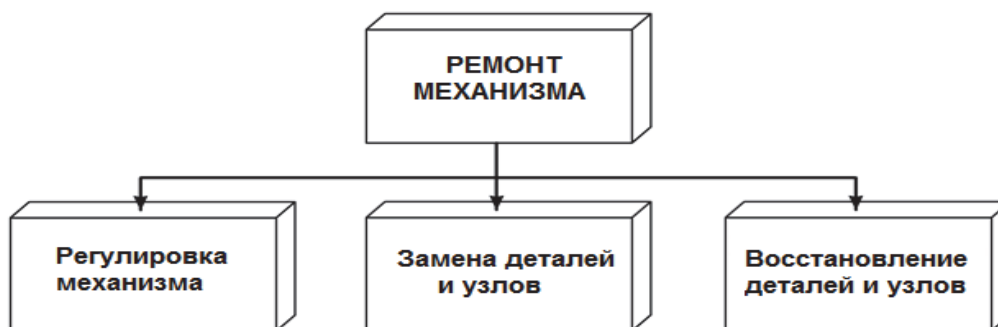 РЕМОНТ
МЕХАНИЗМА
Регулировка
механизма
Замена деталей
и узлов
Восстановление
деталей и узлов